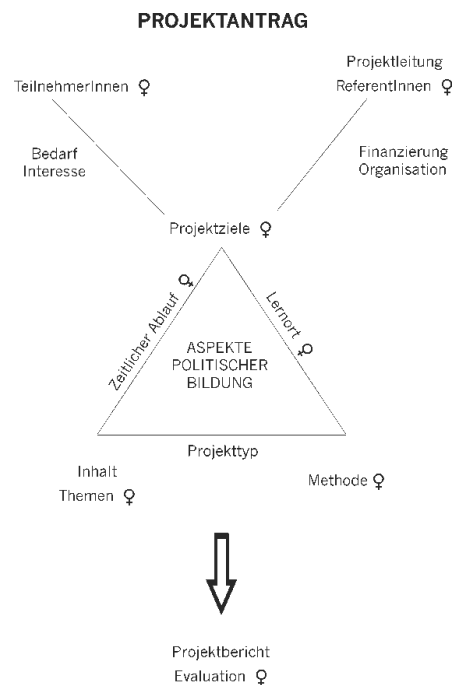 PROJEKTANTRAG
Projektleitung
TeilnehmerInnen ♀
ReferentInnen ♀
Bedarf
Interesse
Finanzierung
Organisation
Projektziele ♀
Zeitlicher Ablauf ♀
Lernort ♀
ASPEKTE
POLITISCHER
BILDUNG
Projekttyp
Inhalt
Themen ♀
Methode ♀
Projektbericht
Evaluation ♀